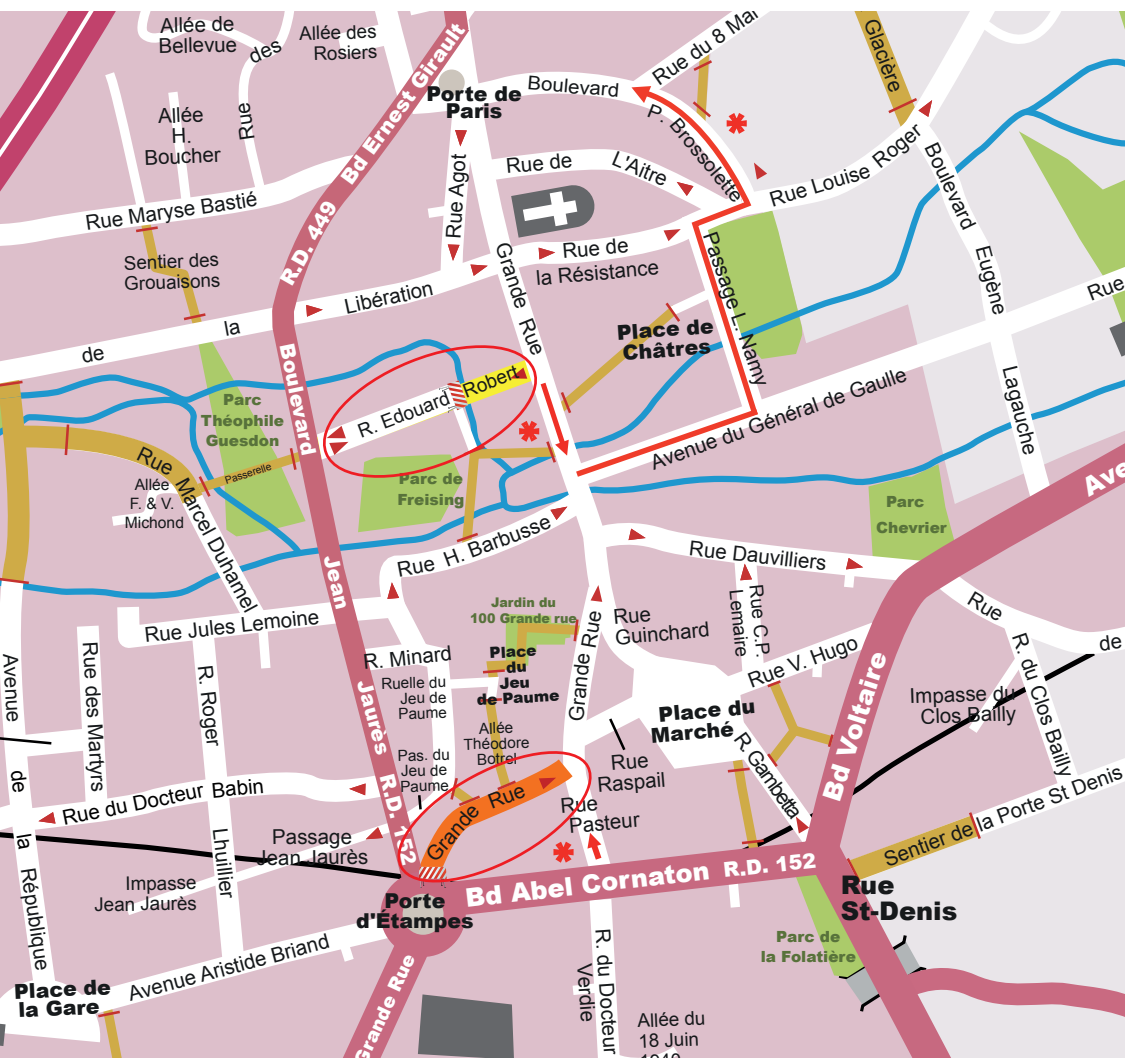 Allée de
Bellevue
Rue des
Allée des
Rosiers
Bd Ernest Girault
Rue du 8 Mai
Glacière
Porte de
Paris
Boulevard
P. Brossolette
Allée
H.
Boucher
Rue Agot
Rue de
L'Aitre
Rue Louise Roger
Boulevard
Eugène
Lagauche
Rue Maryse Bastié
R.D. 449
Sentier des
Grouaisons
Grande Rue
Rue de
la Résistance
Passage L. Namy
de
la
Libération
Rue
Place de
Châtres
Boulevard
Jean
Jaurès
R.D. 152
R. Edouard
Robert
Parc
Théophile
Guesdon
Passerelle
Avenue du Général de Gaulle
Rue Marcel Duhamel
Allée
F. & V.
Michond
Parc de
Freising
Parc
Chevrier
Ave
Rue H. Barbusse
Rue Dauvilliers
Rue Jules Lemoine
Jardin du
100 Grande rue
Rue
Guinchard
Rue C.P.
Lemaire
Rue
de
R. du Clos Bailly
Avenue
de
la
République
Rue des Martyrs
R. Roger
Lhuillier
R. Minard
Ruelle du
Jeu de
Paume
Place
du
Jeu
de Paume
Grande Rue
Rue V. Hugo
Bd Voltaire
Impasse du
Clos Bailly
Place du
Marché
Allée
Théodore
Botrel
Pas. du
Jeu de
Paume
Rue
Raspail
R. Gambetta
Rue du Docteur Babin
Grande Rue
Rue
Pasteur
Passage
Jean Jaurès
Sentier de la Porte St Denis
Impasse
Jean Jaurès
Bd Abel Cornaton R.D. 152
Rue
St-Denis
Porte
d'Étampes
Parc de
la Folatière
Avenue Aristide Briand
Place de
la Gare
Grande Rue
R. du Docteur
Verdie
Allée du
18 Juin